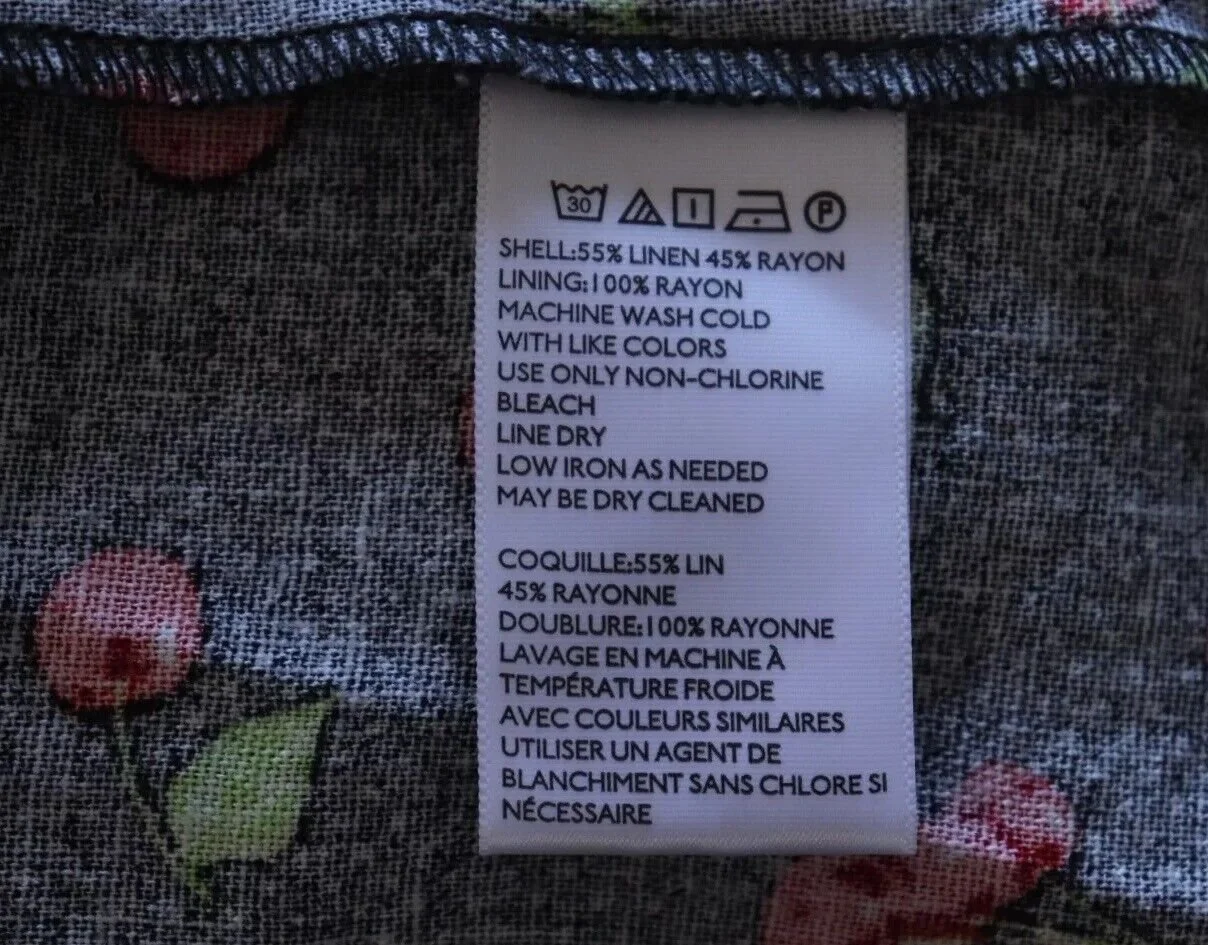 30 P
SHELL:55% LINEN 45% RAYON
LINING:100% RAYON
MACHINE WASH COLD
WITH LIKE COLORS
USE ONLY NON-CHLORINE
BLEACH
LINE DRY
LOW IRON AS NEEDED
MAY BE DRY CLEANED
COQUILLE:55% LIN
45% RAYONNE
DOUBLURE:100% RAYONNE
LAVAGE EN MACHINE À
TEMPÉRATURE FROIDE
AVEC COULEURS SIMILAIRES
UTILISER UN AGENT DE
BLANCHIMENT SANS CHLORE SI
NÉCESSAIRE